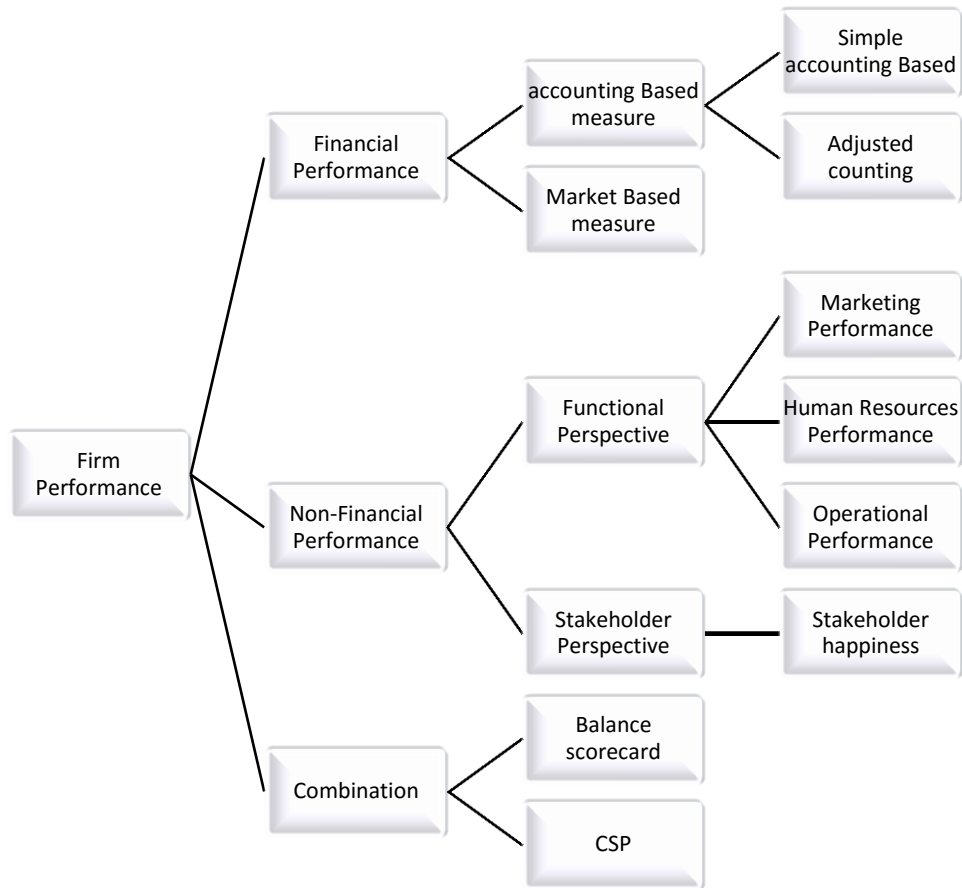 Firm
Performance
Financial
Performance
accounting Based
measure
Simple
accounting Based
Adjusted
counting
Market Based
measure
Non-Financial
Performance
Functional
Perspective
Marketing
Performance
Human Resources
Performance
Operational
Performance
Stakeholder
Perspective
Stakeholder
happiness
Combination
Balance
scorecard
CSP